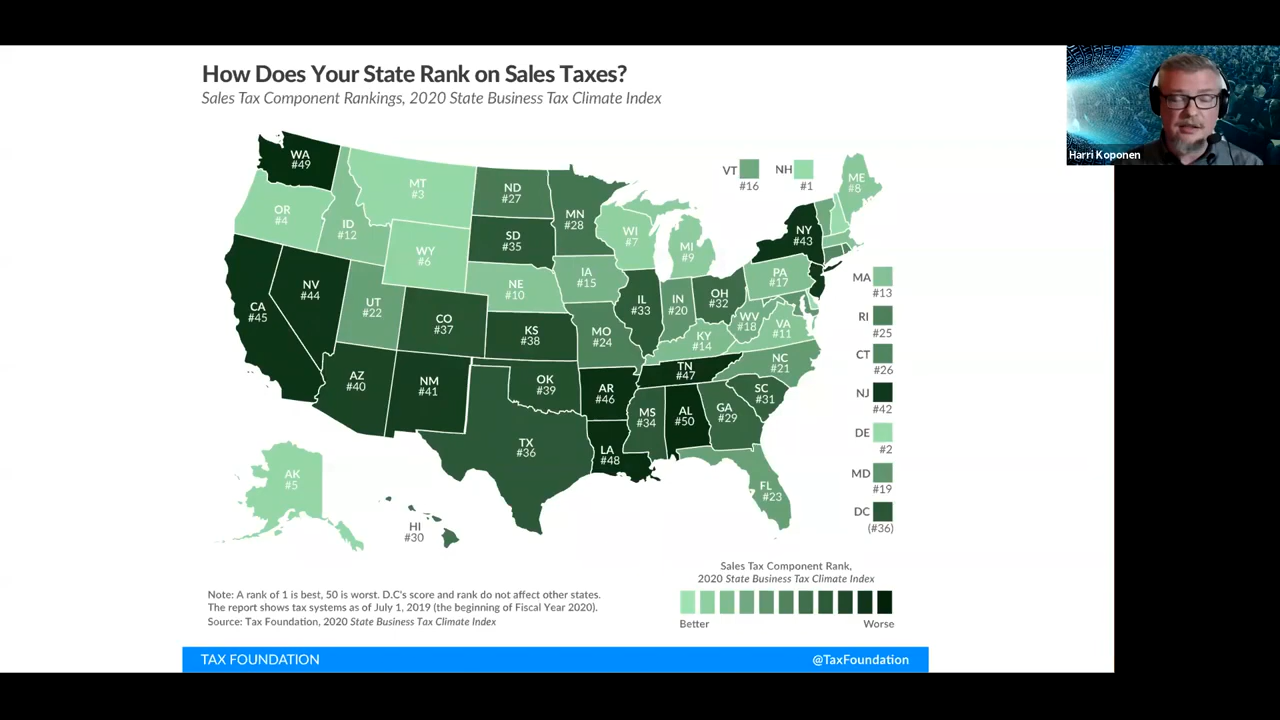 How Does Your State Rank on Sales Taxes?
Sales Tax Component Rankings, 2020 State Business Tax Climate Index
Harri Koponen
WA
#49
MT
#3
ND
#27
MN
#28
VT
#16
NH
#1
ME
#8
OR
#4
ID
#12
WY
#6
SD
#35
WI
#7
MI
#9
NY
#43
CA
#45
NV
#44
UT
#22
CO
#37
NE
#10
IA
#15
IL
#33
IN
#20
OH
#32
PA
#17
MA
#13
RI
#25
CT
#26
NJ
#42
DE
#2
MD
#19
DC
(#36)
KS
#38
MO
#24
KY
#14
WV
#18
VA
#11
AZ
#40
NM
#41
OK
#39
AR
#46
TN
#47
NC
#21
SC
#31
TX
#36
LA
#48
MS
#34
AL
#50
GA
#29
FL
#23
AK
#5
HI
#30
Sales Tax Component Rank,
2020 State Business Tax Climate Index
Better
Worse
Note: A rank of 1 is best, 50 is worst. D.C's score and rank do not affect other states.
The report shows tax systems as of July 1, 2019 (the beginning of Fiscal Year 2020).
Source: Tax Foundation, 2020 State Business Tax Climate Index
TAX FOUNDATION
@TaxFoundation